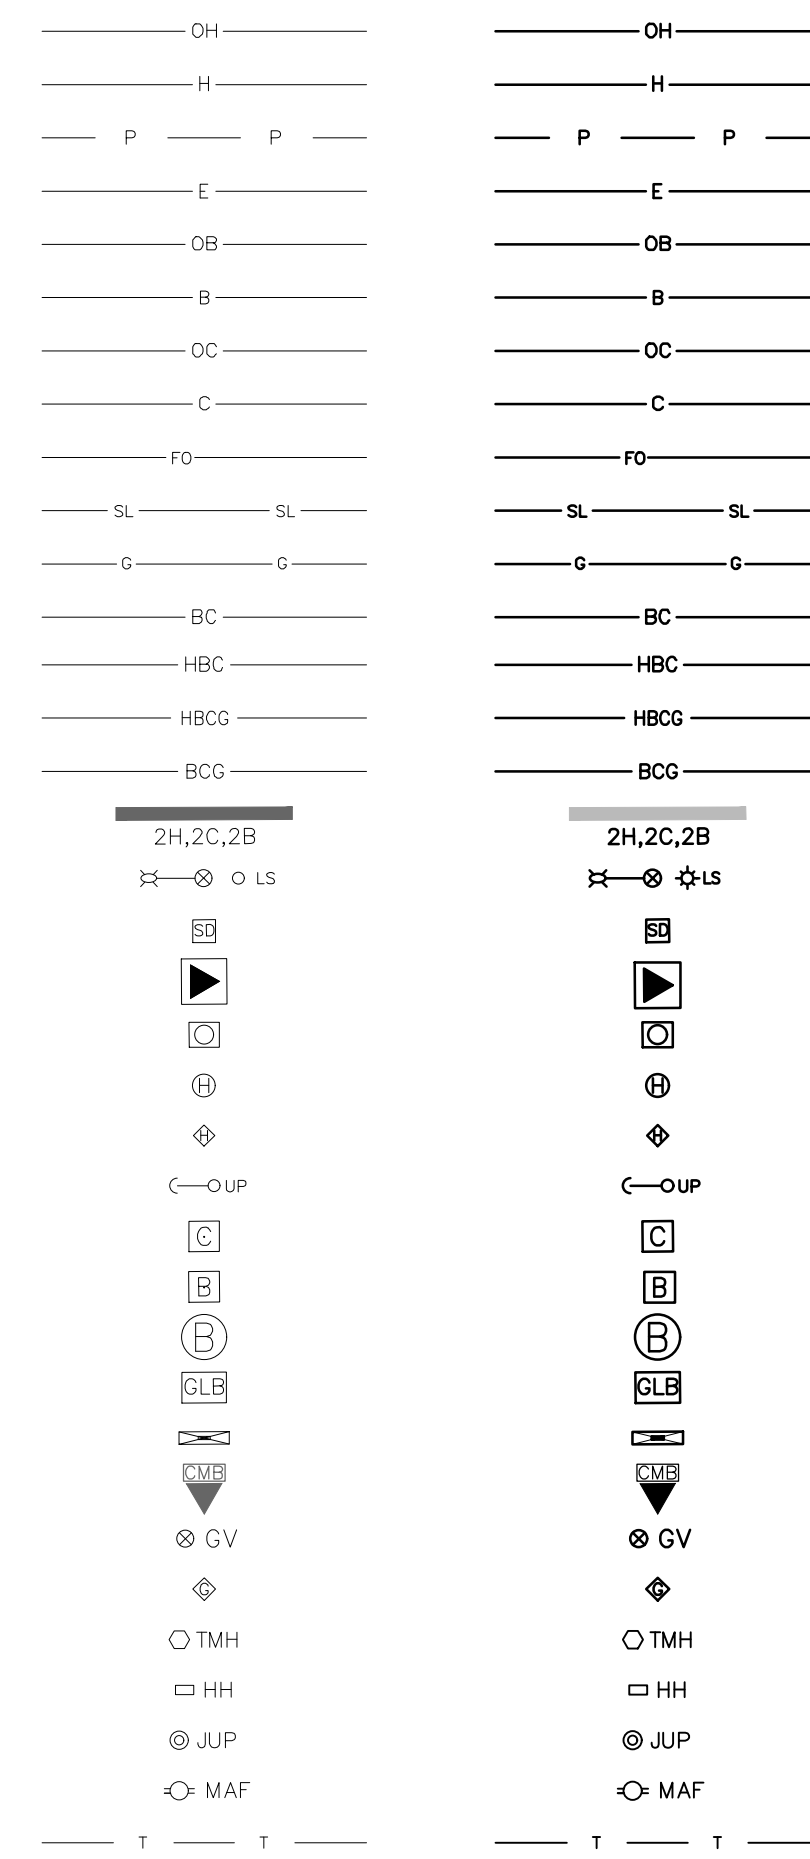 OH OH
H H
P P P P
E E
OB OB
B B
OC OC
C C
FO FO
SL SL SL SL
G G G G
BC BC
HBC HBC
HBCG HBCG
BCG BCG
2H,2C,2B 2H,2C,2B
LS LS
SD SD
H H
H H
UP UP
C C
B B
B B
GLB GLB
CMB CMB
GV GV
G G
TMH TMH
HH HH
JUP JUP
MAF MAF
T T T T